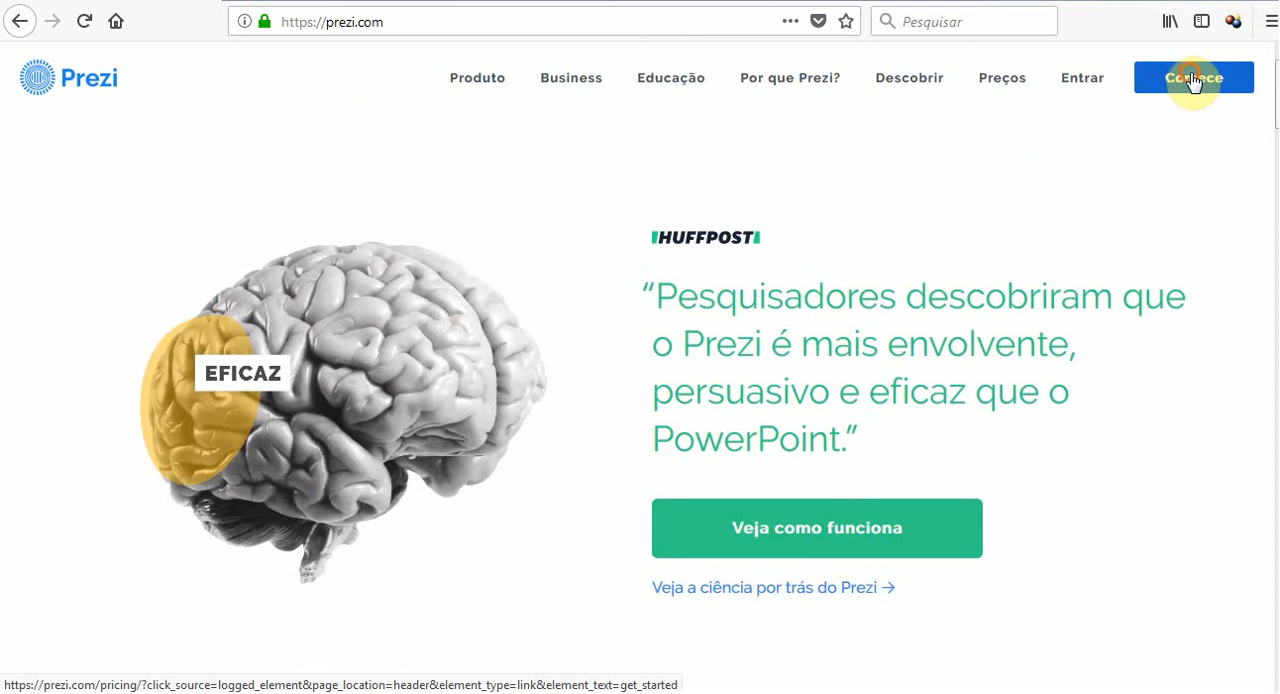 https://prezi.com
Pesquisar
Prezi
Produto
Business
Educação
Por que Prezi?
Descobrir
Preços
Entrar
HUFFPOST
EFICAZ
“Pesquisadores descobriram que
o Prezi é mais envolvente,
persuasivo e eficaz que o
PowerPoint.”
Veja como funciona
Veja a ciência por trás do Prezi →
https://prezi.com/pricing/?click_source=logged_element&page_location=header&element_type=link&element_text=get_started